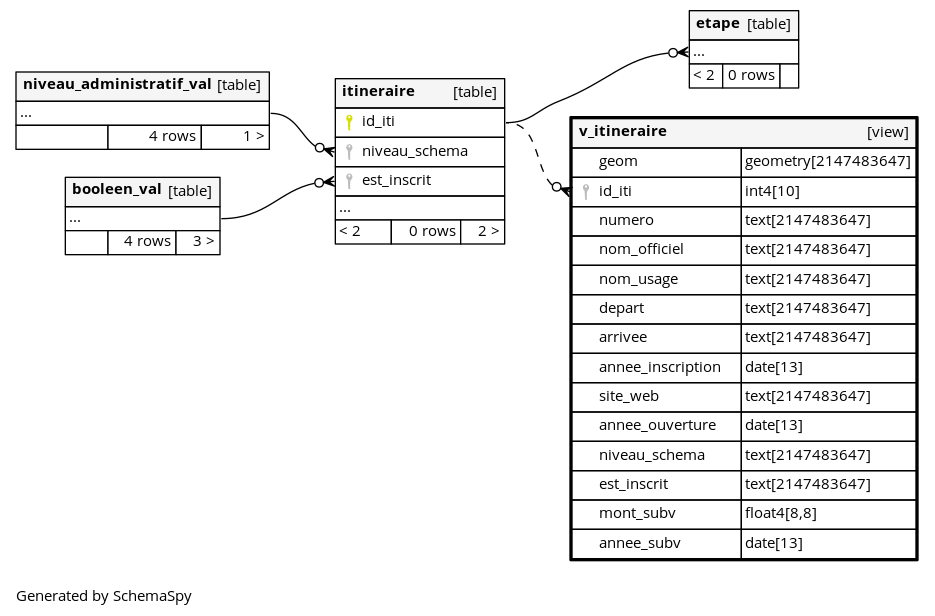 niveau_administratif_val [table]
...
4 rows 1 >
booleen_val [table]
...
4 rows 3 >
itineraire [table]
id_iti
niveau_schema
est_inscrit
...
< 2 0 rows 2 >
etape [table]
...
< 2 0 rows
v_itineraire [view]
geom geometry[2147483647]
id_iti int4[10]
numero text[2147483647]
nom_officiel text[2147483647]
nom_usage text[2147483647]
depart text[2147483647]
arrivee text[2147483647]
annee_inscription date[13]
site_web text[2147483647]
annee_ouverture date[13]
niveau_schema text[2147483647]
est_inscrit text[2147483647]
mont_subv float4[8,8]
annee_subv date[13]
Generated by SchemaSpy